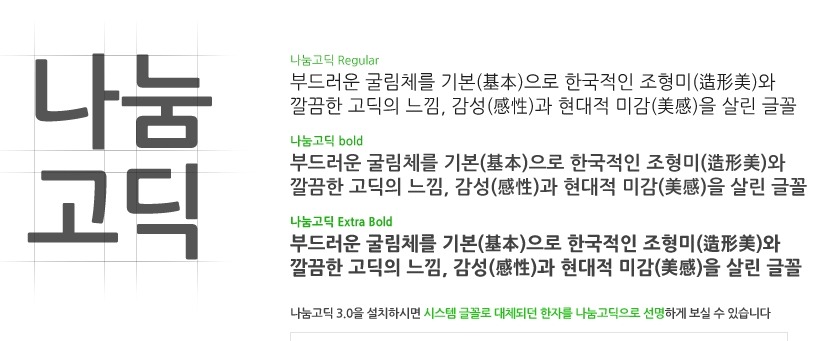 나눔
고딕
나눔고딕 Regular
부드러운 굴림체를 기본(基本)으로 한국적인 조형미(造形美)와
깔끔한 고딕의 느낌, 감성(感性)과 현대적 미감(美感)을 살린 글꼴
나눔고딕 bold
부드러운 굴림체를 기본(基本)으로 한국적인 조형미(造形美)와
깔끔한 고딕의 느낌, 감성(感性)과 현대적 미감(美感)을 살린 글꼴
나눔고딕 Extra Bold
부드러운 굴림체를 기본(基本)으로 한국적인 조형미(造形美)와
깔끔한 고딕의 느낌, 감성(感性)과 현대적 미감(美感)을 살린 글꼴
나눔고딕 3.0을 설치하시면 시스템 글꼴로 대체되던 한자를 나눔고딕으로 선명하게 보실 수 있습니다